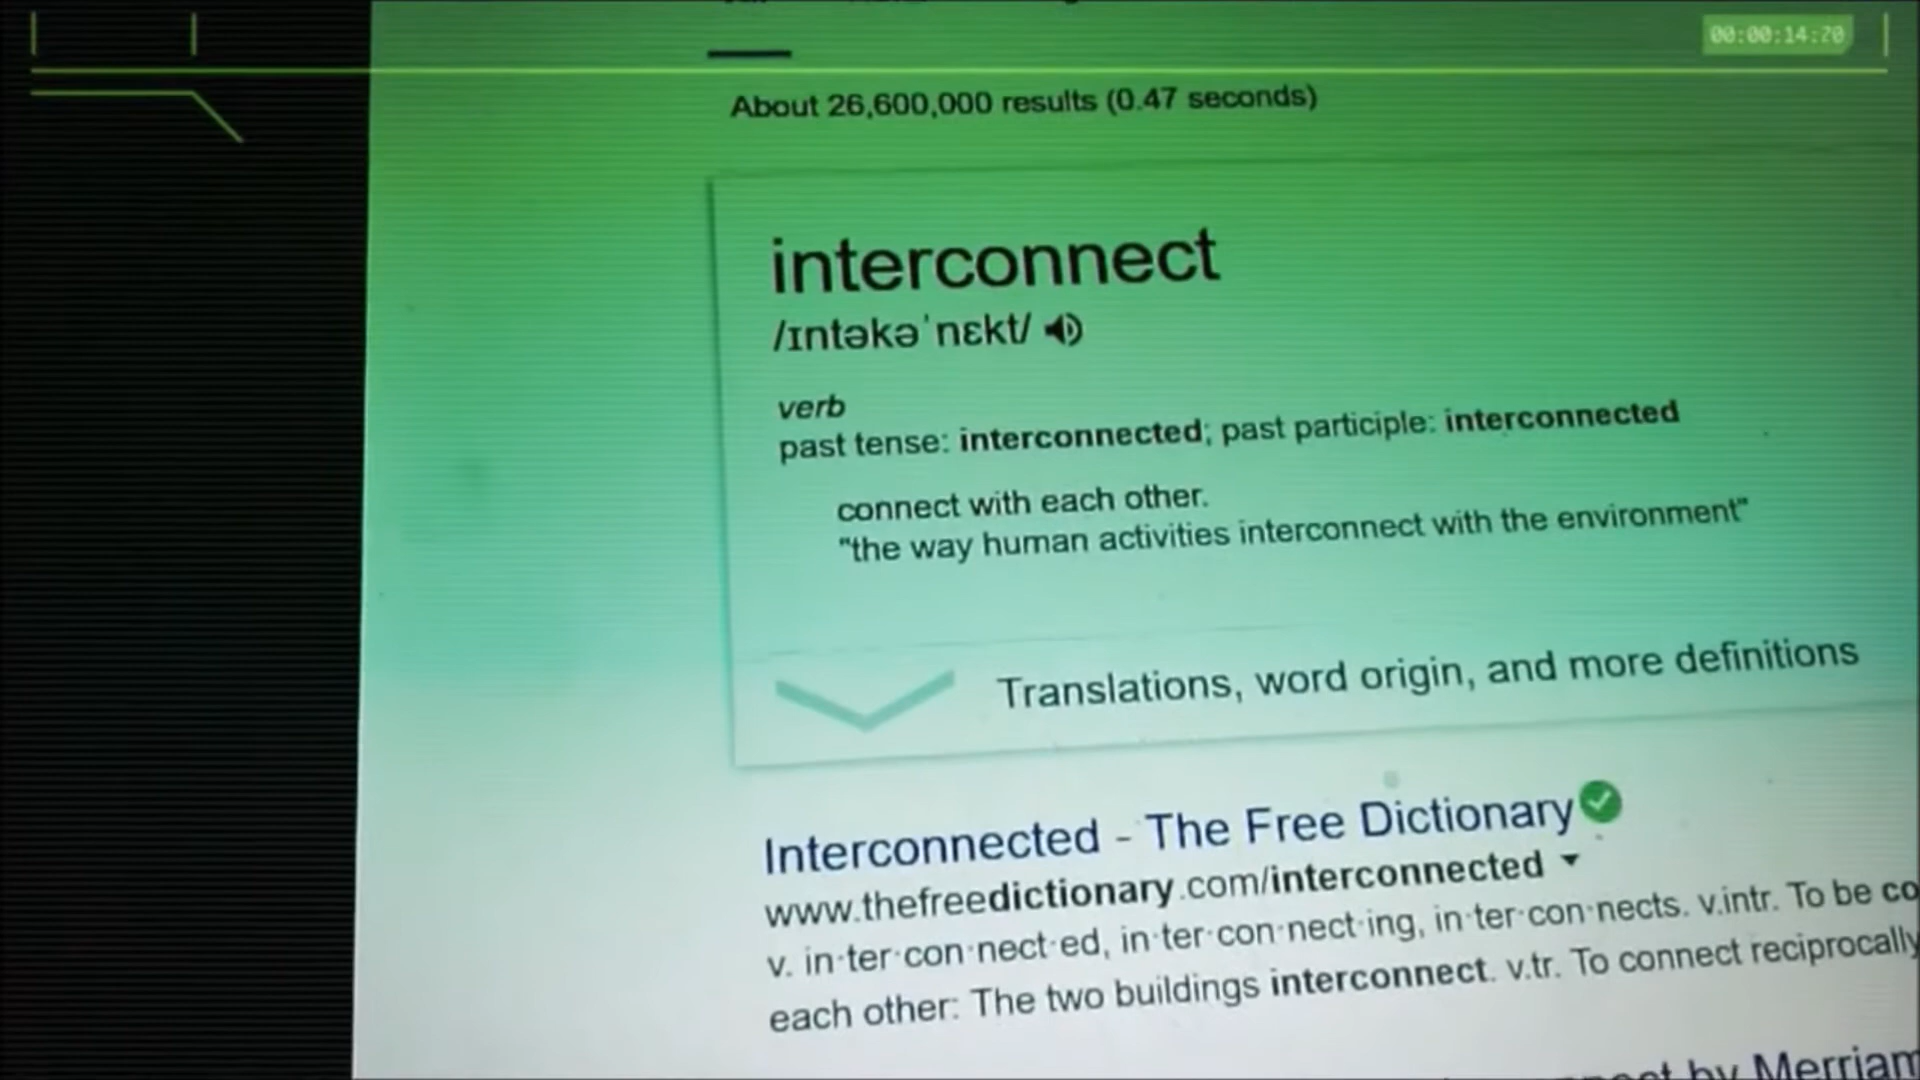 00:00:14:20
About 26,600,000 results (0.47 seconds)
interconnect
/ɪntəkəˈnɛkt/
verb
past tense: interconnected; past participle: interconnected
connect with each other.
"the way human activities interconnect with the environment"
Translations, word origin, and more definitions
Interconnected - The Free Dictionary
www.thefreedictionary.com/interconnected
v. in·ter·con·nect·ed, in·ter·con·nect·ing, in·ter·con·nects. v.intr. To be co
each other: The two buildings interconnect. v.tr. To connect reciprocally
by Merriam